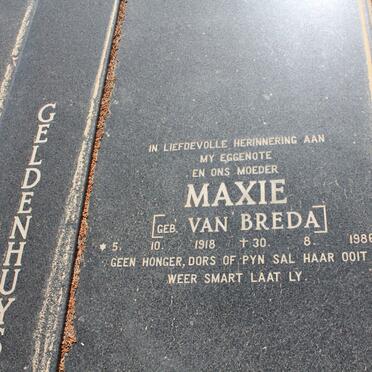 GELDENHUYS
IN LIEFDEVOLLE HERINNERING AAN
MY EGGENOTE
EN ONS MOEDER
MAXIE
[GEB. VAN BREDA]
* 5. 10. 1918 † 30. 8. 1986
GEEN HONGER, DORS OF PYN SAL HAAR OOIT
WEER SMART LAAT LY.